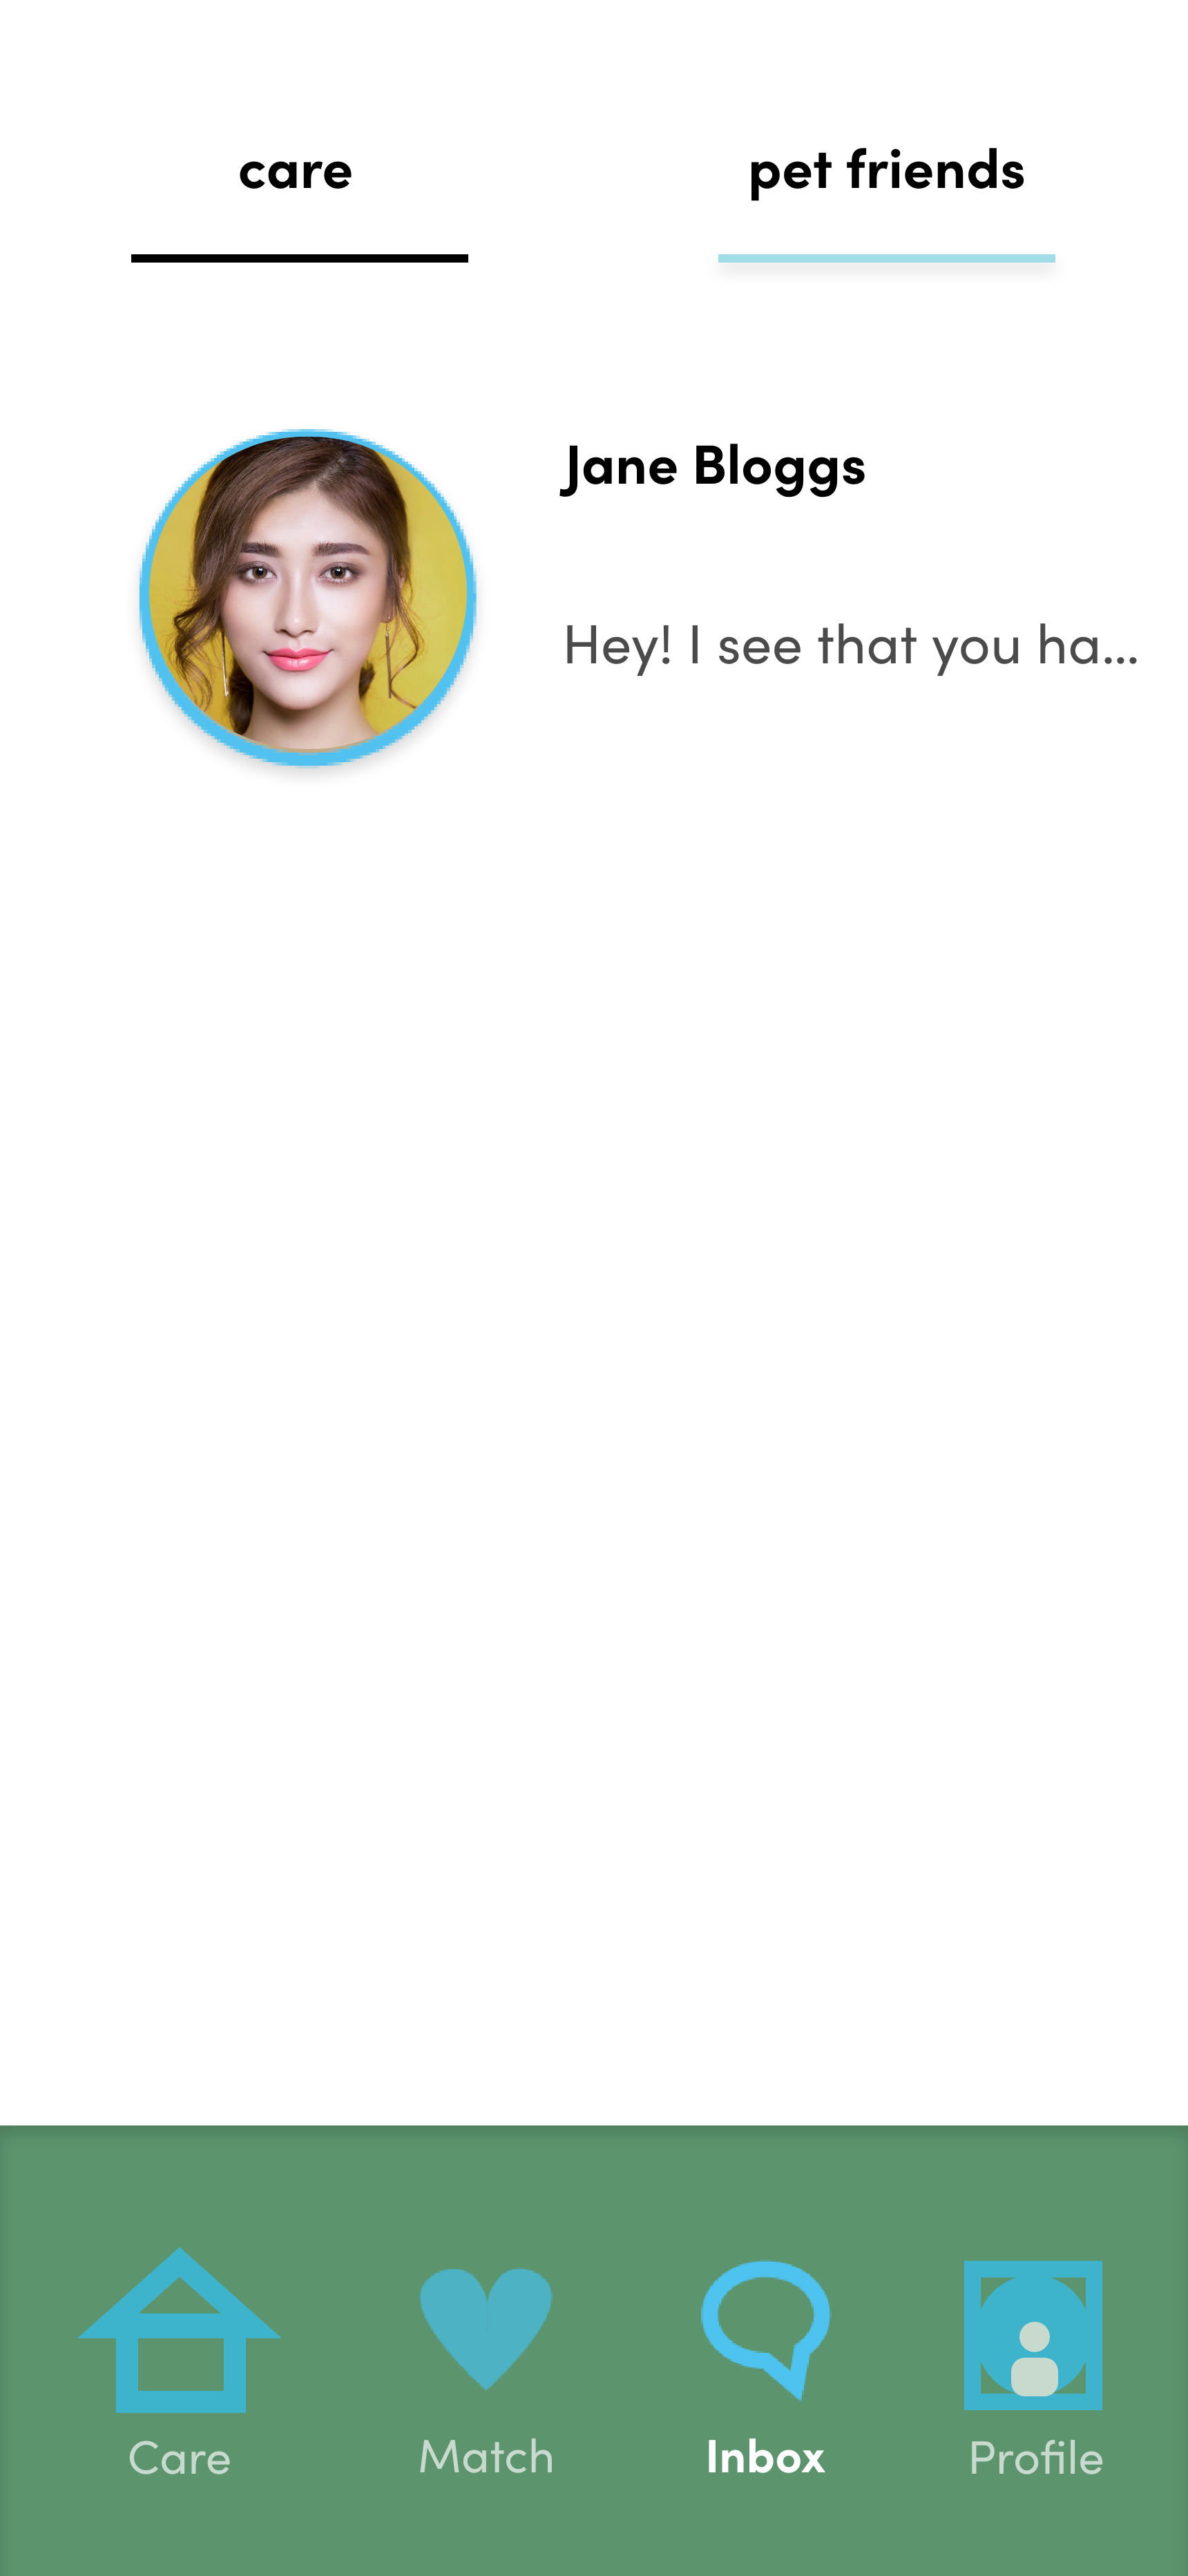 care
pet friends
Jane Bloggs
Hey! I see that you ha...
Care
Match
Inbox
Profile